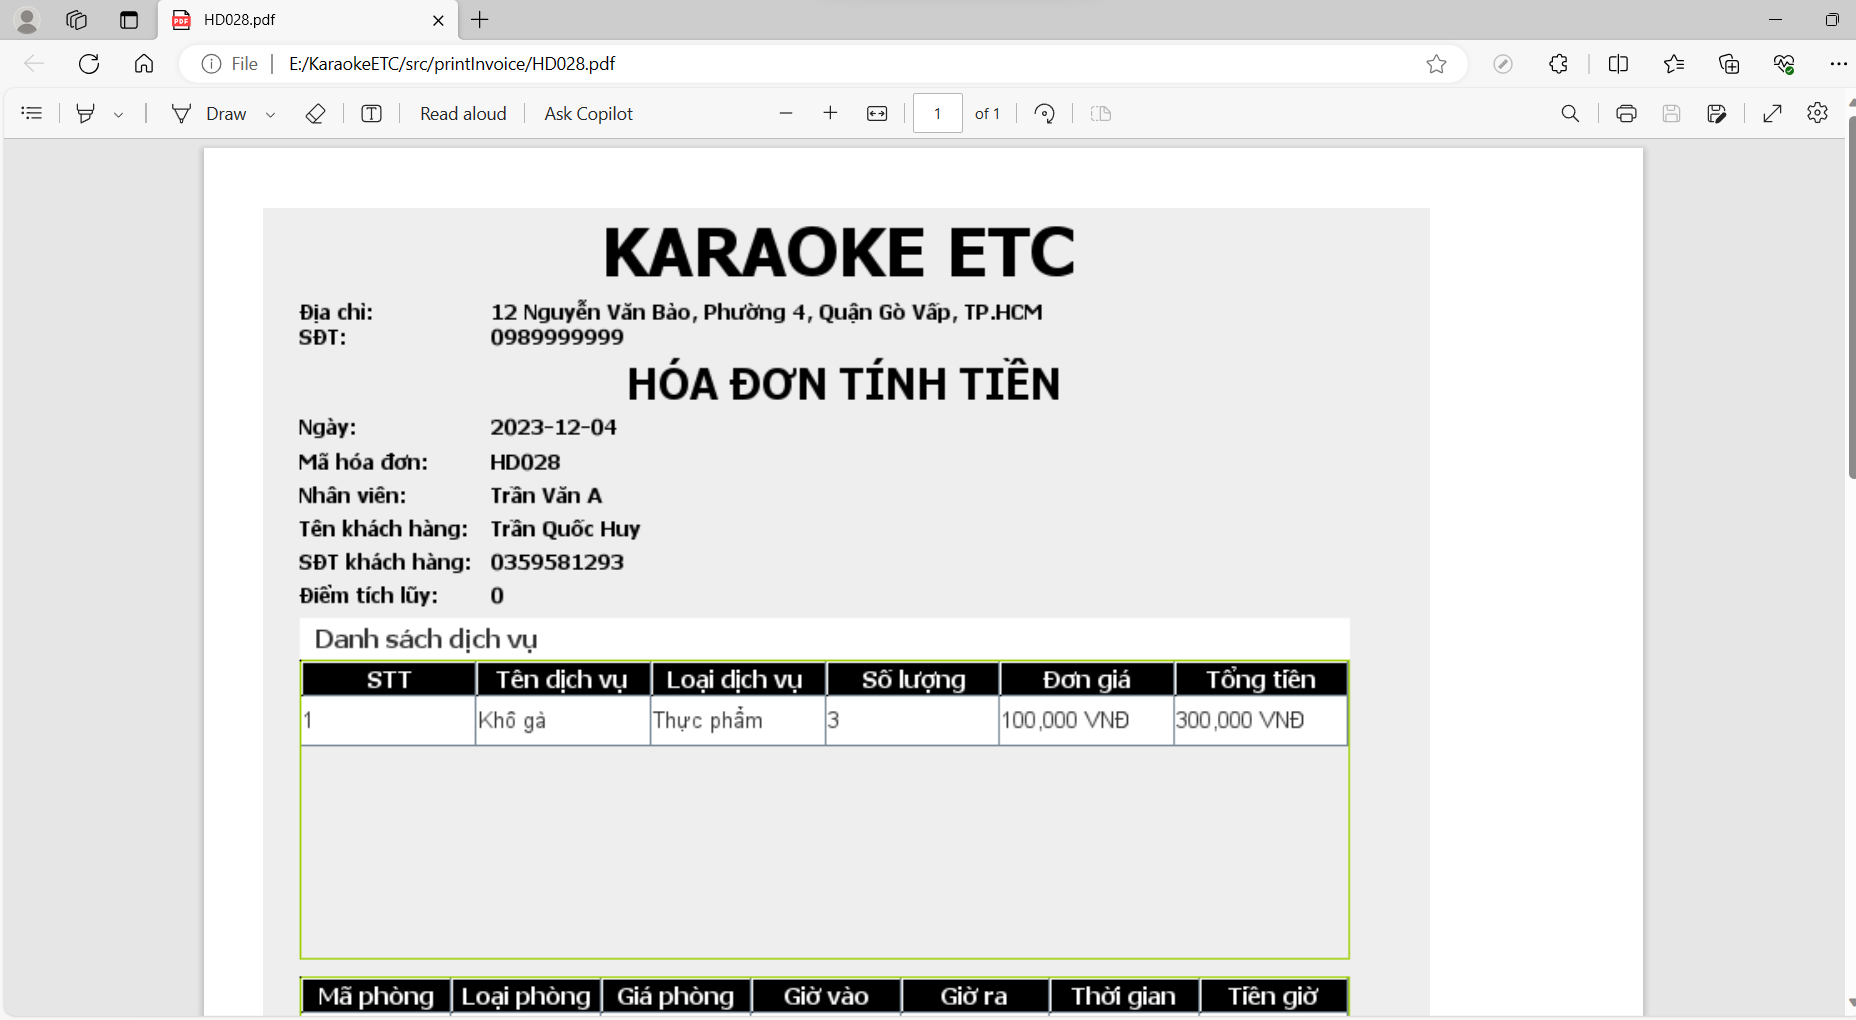 HD028.pdf
File | E:/KaraokeETC/src/printInvoice/HD028.pdf
Draw Read aloud Ask Copilot 1 of 1
KARAOKE ETC
Địa chỉ: 12 Nguyễn Văn Bảo, Phường 4, Quận Gò Vấp, TP.HCM
SĐT: 0989999999
HÓA ĐƠN TÍNH TIỀN
Ngày: 2023-12-04
Mã hóa đơn: HD028
Nhân viên: Trần Văn A
Tên khách hàng: Trần Quốc Huy
SĐT khách hàng: 0359581293
Điểm tích lũy: 0
Danh sách dịch vụ
STT Tên dịch vụ Loại dịch vụ Số lượng Đơn giá Tổng tiền
1 Khô gà Thực phẩm 3 100,000 VNĐ 300,000 VNĐ
Mã phòng Loại phòng Giá phòng Giờ vào Giờ ra Thời gian Tiền giờ